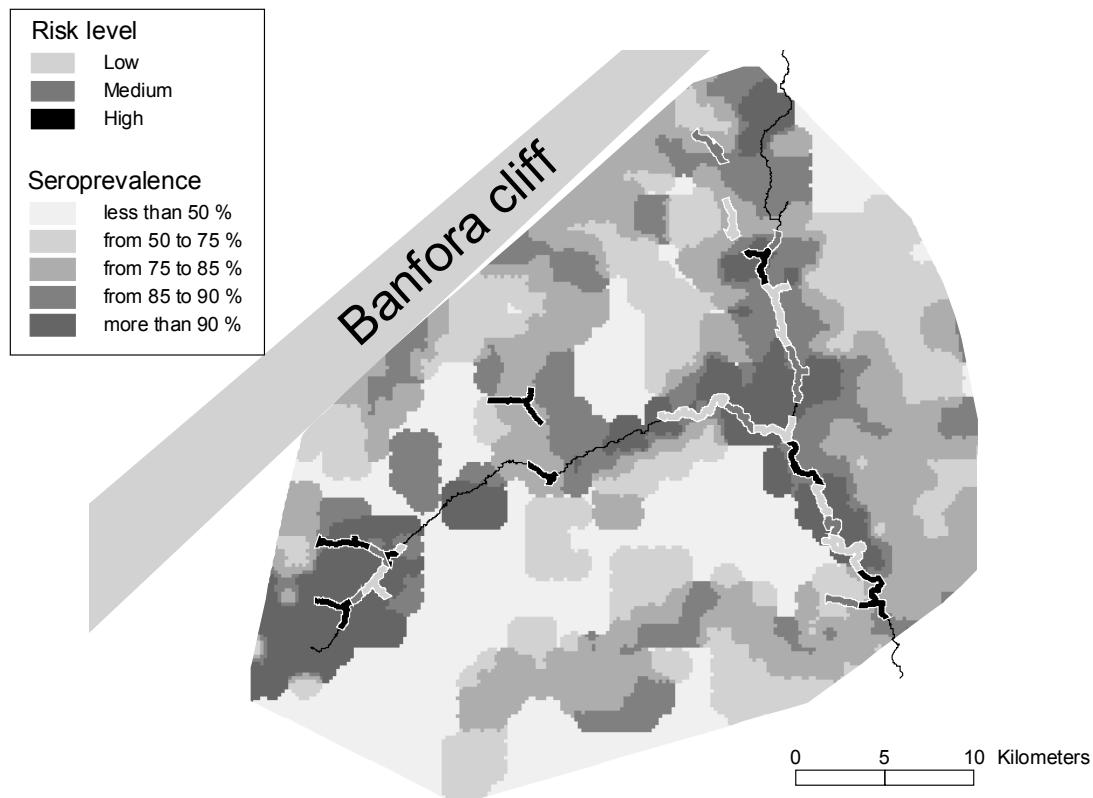 Risk level
Low
Medium
High
Seroprevalence
less than 50 %
from 50 to 75 %
from 75 to 85 %
from 85 to 90 %
more than 90 %
Banfora cliff
0 5 10 Kilometers